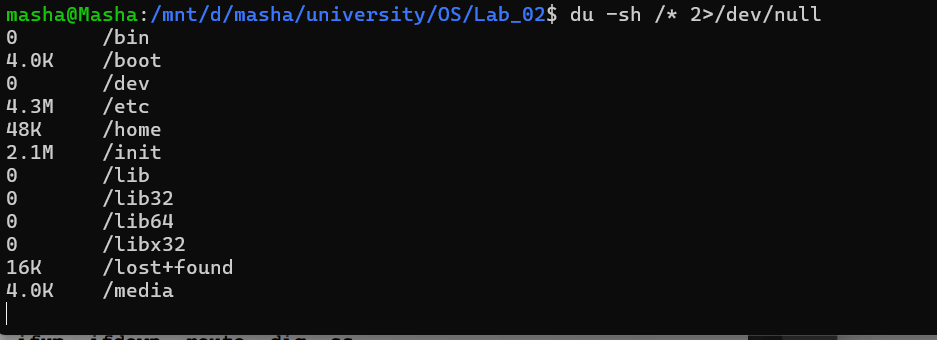 masha@Masha:/mnt/d/masha/university/OS/Lab_02$ du -sh /* 2>/dev/null
0 /bin
4.0K /boot
0 /dev
4.3M /etc
48K /home
2.1M /init
0 /lib
0 /lib32
0 /lib64
0 /libx32
16K /lost+found
4.0K /media